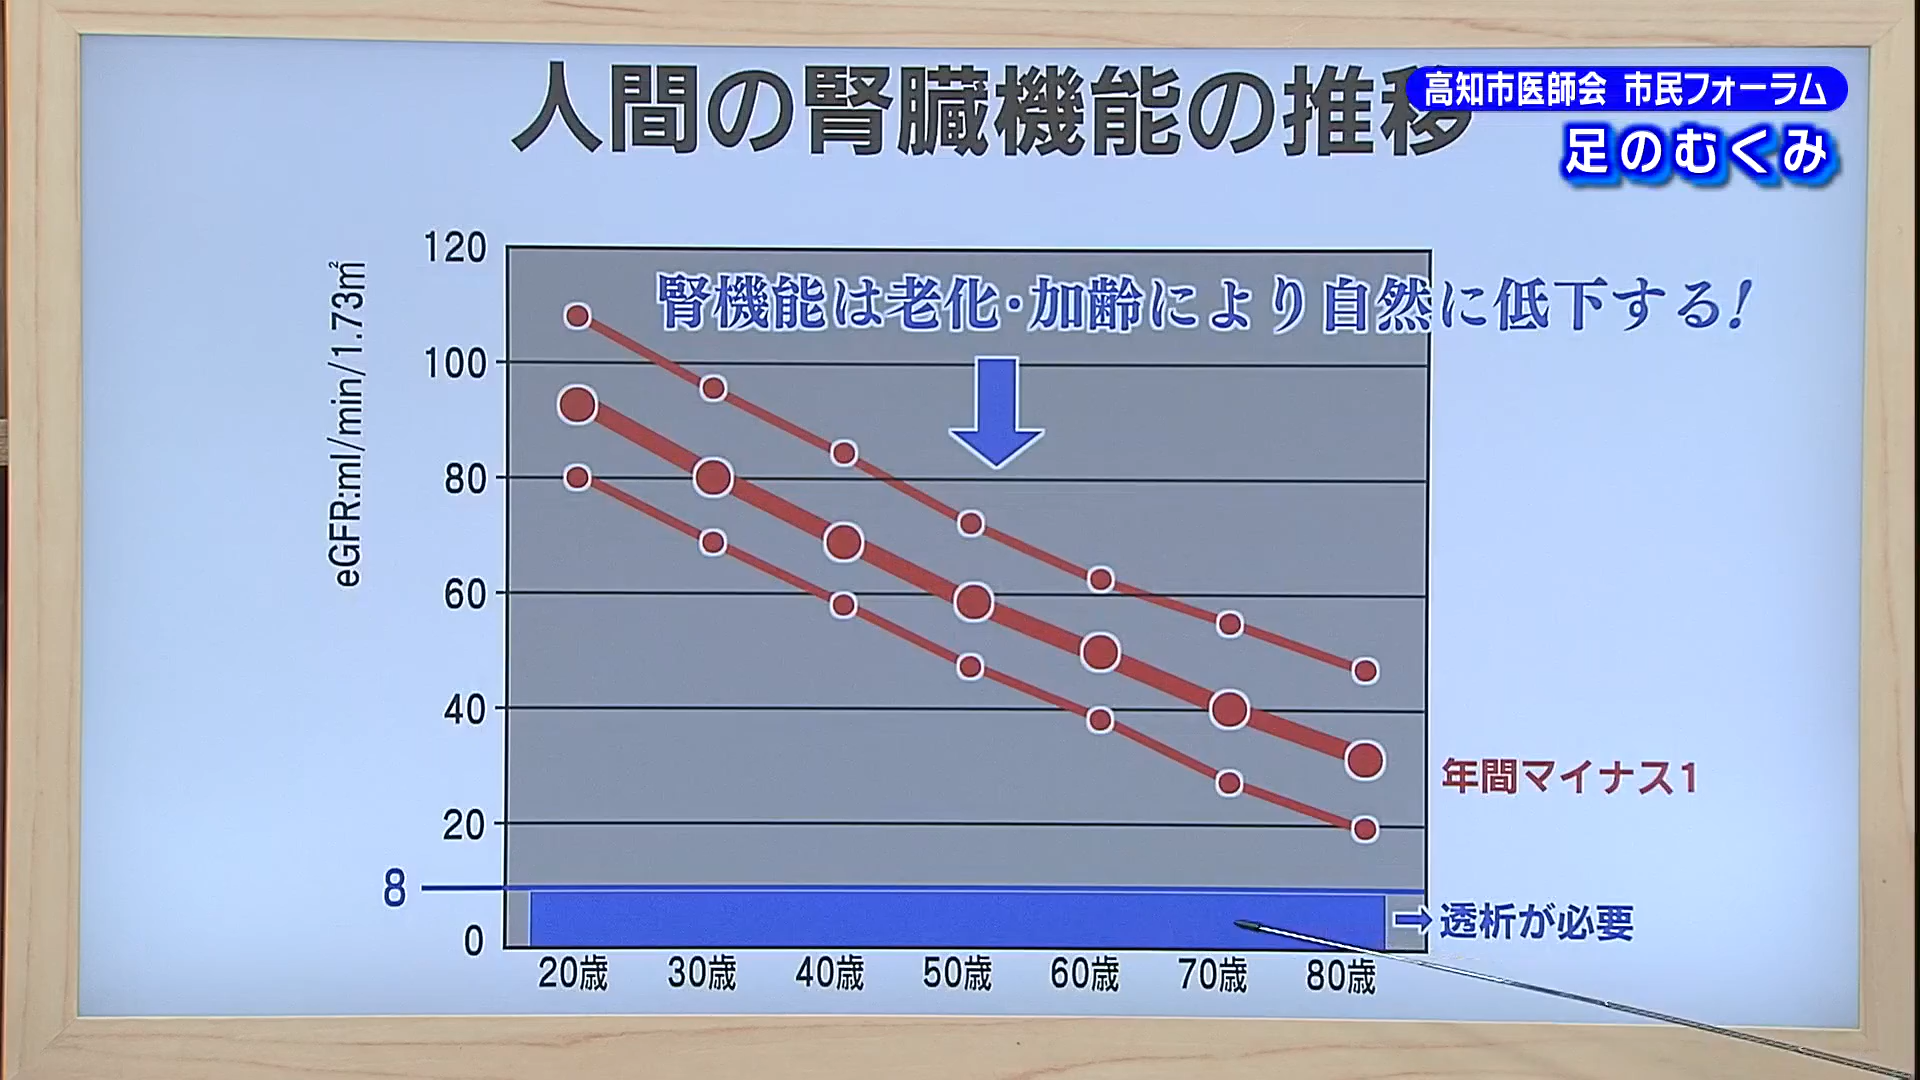 人間の腎臓機能の推移
高知市医師会 市民フォーラム
足のむくみ
腎機能は老化・加齢により自然に低下する!
eGFR:ml/min/1.73㎡
120
100
80
60
40
20
8
0
年間マイナス1
→透析が必要
20歳 30歳 40歳 50歳 60歳 70歳 80歳